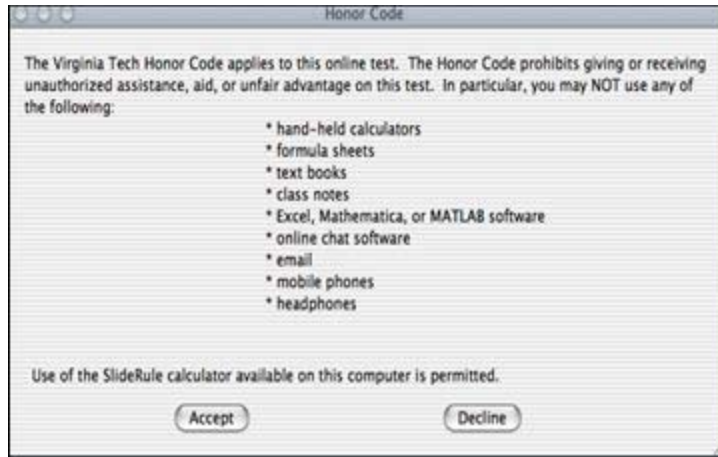 Honor Code
The Virginia Tech Honor Code applies to this online test. The Honor Code prohibits giving or receiving
unauthorized assistance, aid, or unfair advantage on this test. In particular, you may NOT use any of
the following:
* hand-held calculators
* formula sheets
* text books
* class notes
* Excel, Mathematica, or MATLAB software
* online chat software
* email
* mobile phones
* headphones
Use of the SlideRule calculator available on this computer is permitted.
Accept Decline